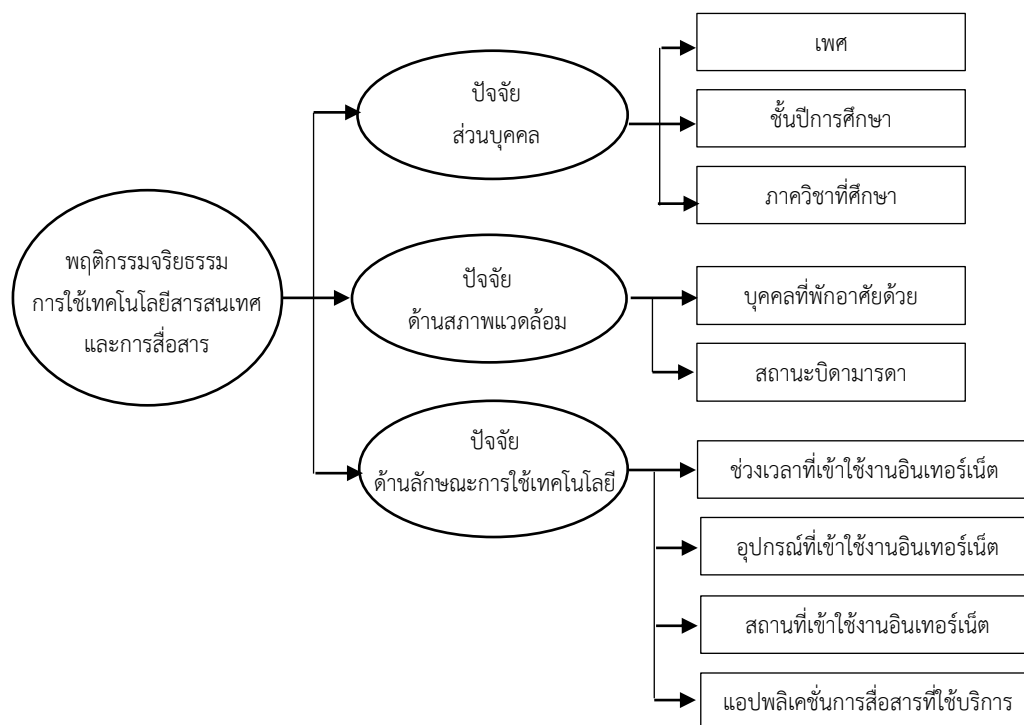 พฤติกรรมจริยธรรม
การใช้เทคโนโลยีสารสนเทศ
และการสื่อสาร
ปัจจัย
ส่วนบุคคล
เพศ
ชั้นปีการศึกษา
ภาควิชาที่ศึกษา
ปัจจัย
ด้านสภาพแวดล้อม
บุคคลที่พักอาศัยด้วย
สถานะบิดามารดา
ปัจจัย
ด้านลักษณะการใช้เทคโนโลยี
ช่วงเวลาที่เข้าใช้งานอินเทอร์เน็ต
อุปกรณ์ที่เข้าใช้งานอินเทอร์เน็ต
สถานที่เข้าใช้งานอินเทอร์เน็ต
แอปพลิเคชั่นการสื่อสารที่ใช้บริการ